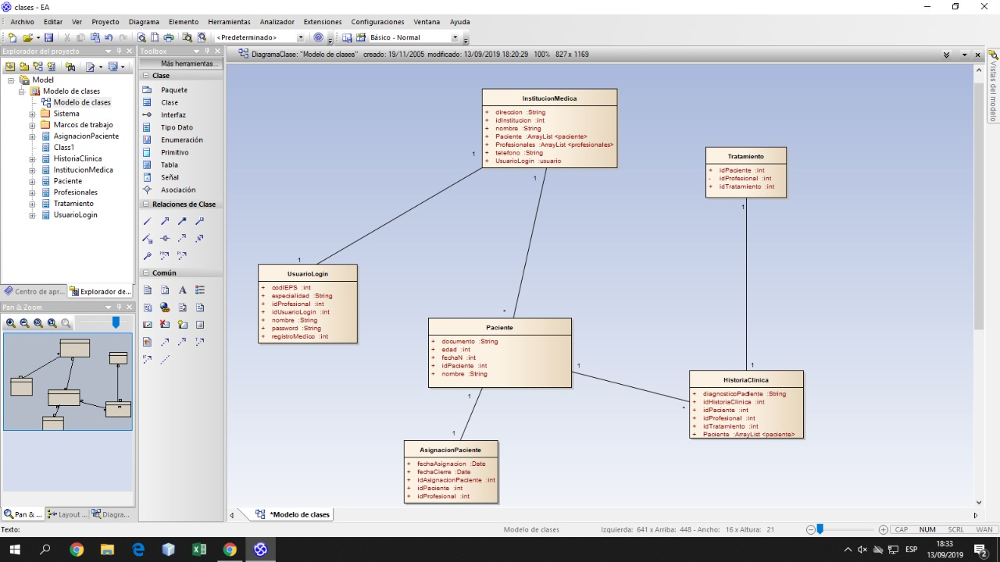 clases - EA
Archivo Editar Ver Proyecto Diagrama Elemento Herramientas Analizador Extensiones Configuraciones Ventana Ayuda
<Predeterminado>
Básico - Normal
Explorador del proyecto
Model
Modelo de clases
Modelo de clases
Sistema
Marcos de trabajo
AsignacionPaciente
Class1
HistoriaClinica
InstitucionMedica
Paciente
Profesionales
Tratamiento
UsuarioLogin
Centro de apr...
Explorador de...
Pan & Zoom
Pan & ...
Layout ...
Diagra...
Toolbox
Más herramientas...
Clase
Paquete
Clase
Interfaz
Tipo Dato
Enumeración
Primitivo
Tabla
Señal
Asociación
Relaciones de Clase
Común
DiagramaClase: "Modelo de clases" creado: 19/11/2005 modificado: 13/09/2019 18:20:29 100% 827 x 1169
InstitucionMedica
+ direccion :String
+ idInstitucion :int
+ nombre :String
+ Paciente :ArrayList <paciente>
+ Profesionales :ArrayList <profesionales>
+ telefono :String
+ UsuarioLogin :usuario
1
1
Tratamiento
+ idPaciente :int
- idProfesional :int
+ idTratamiento :int
1
1
UsuarioLogin
+ codIEPS :int
+ especialidad :String
+ idProfesional :int
+ idUsuarioLogin :int
+ nombre :String
+ password :String
+ registroMedico :int
*
Paciente
+ documento :String
+ edad :int
+ fechaN :int
+ idPaciente :int
+ nombre :String
1
1
1
HistoriaClinica
+ diagnosticoPaciente :String
+ idHistoriaClinica :int
+ idPaciente :int
+ idProfesional :int
+ idTratamiento :int
+ Paciente :ArrayList <paciente>
*
1
AsignacionPaciente
+ fechaAsignacion :Date
+ fechaCierre :Date
+ idAsignacionPaciente :int
+ idPaciente :int
+ idProfesional :int
*Modelo de clases
Vistas del modelo
Texto:
Modelo de clases
Izquierda: 641 x Arriba: 448 - Ancho: 16 x Altura: 21
CAP NUM SCRL WAN
ESP
18:33
13/09/2019
2